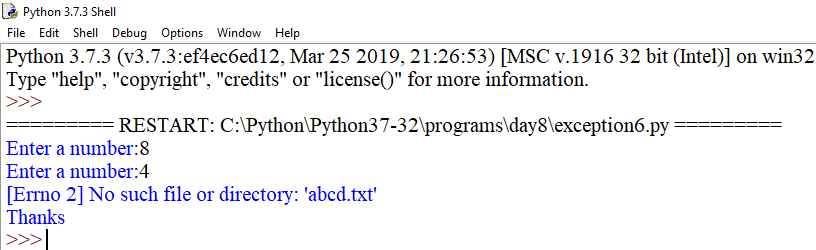 Python 3.7.3 Shell
File Edit Shell Debug Options Window Help
Python 3.7.3 (v3.7.3:ef4ec6ed12, Mar 25 2019, 21:26:53) [MSC v.1916 32 bit (Intel)] on win32
Type "help", "copyright", "credits" or "license()" for more information.
>>>
========= RESTART: C:\Python\Python37-32\programs\day8\exception6.py =========
Enter a number:8
Enter a number:4
[Errno 2] No such file or directory: 'abcd.txt'
Thanks
>>>